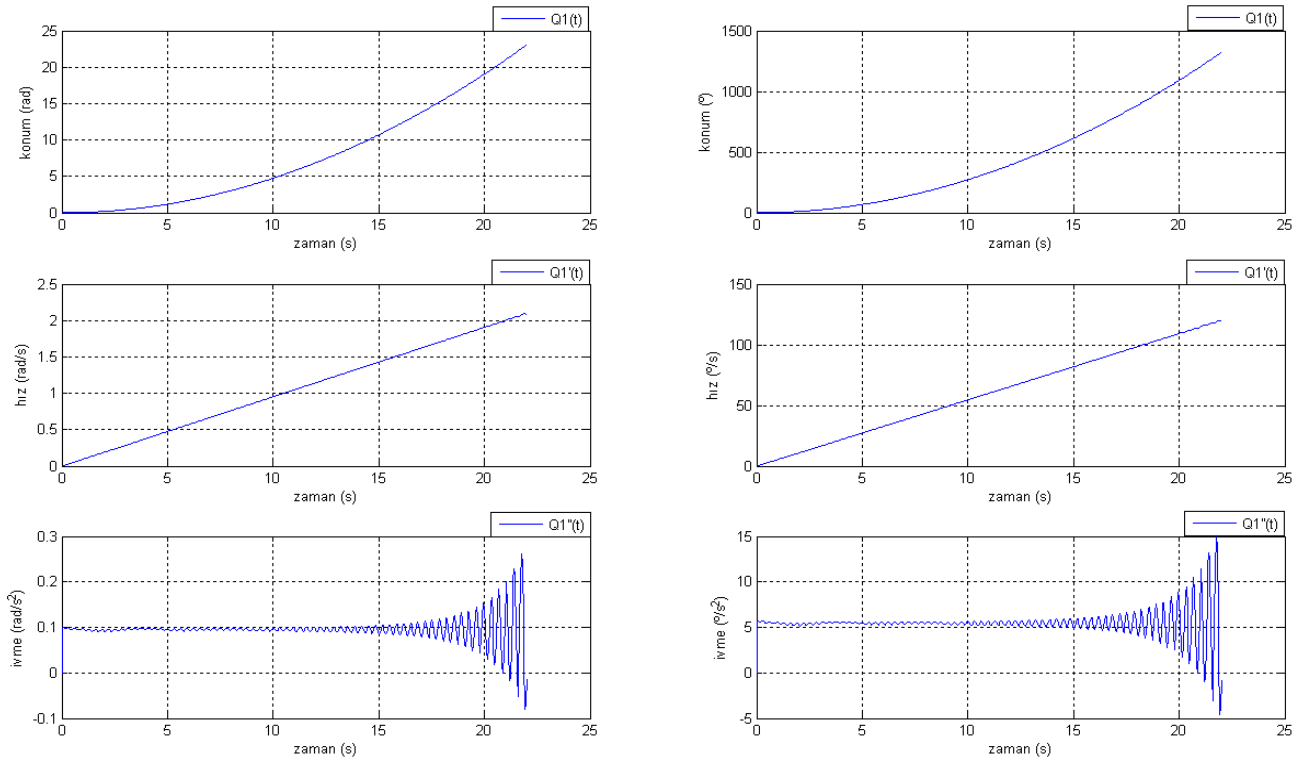 Q1(t)
25
20
15
10
5
0
konum (rad)
0 5 10 15 20 25
zaman (s)
Q1(t)
1500
1000
500
0
konum (º)
0 5 10 15 20 25
zaman (s)
Q1'(t)
2.5
2
1.5
1
0.5
0
hız (rad/s)
0 5 10 15 20 25
zaman (s)
Q1'(t)
150
100
50
0
hız (º/s)
0 5 10 15 20 25
zaman (s)
Q1''(t)
0.3
0.2
0.1
0
-0.1
ivme (rad/s²)
0 5 10 15 20 25
zaman (s)
Q1''(t)
15
10
5
0
-5
ivme (º/s²)
0 5 10 15 20 25
zaman (s)